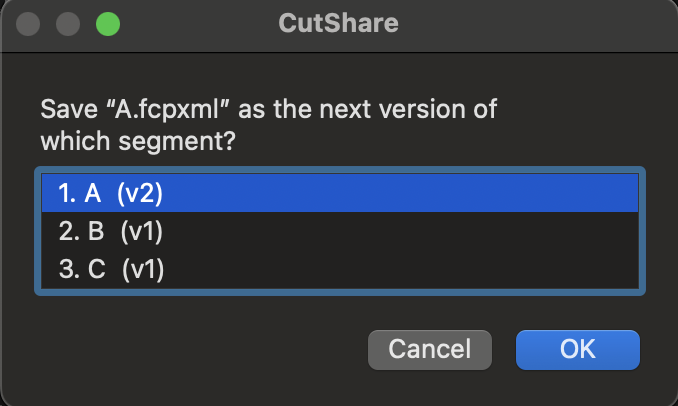 CutShare
Save “A.fcpxml” as the next version of
which segment?
1. A (v2)
2. B (v1)
3. C (v1)
Cancel
OK